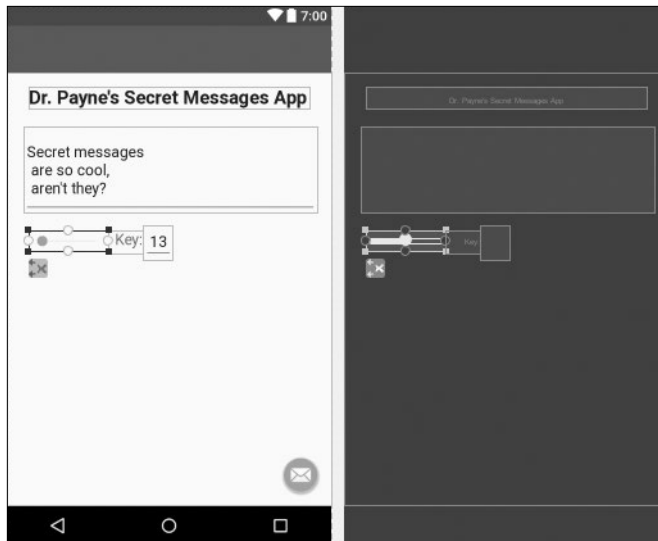 7:00
Dr. Payne's Secret Messages App
Secret messages
are so cool,
aren't they?
Key: 13
Dr. Payne's Secret Messages App
Key